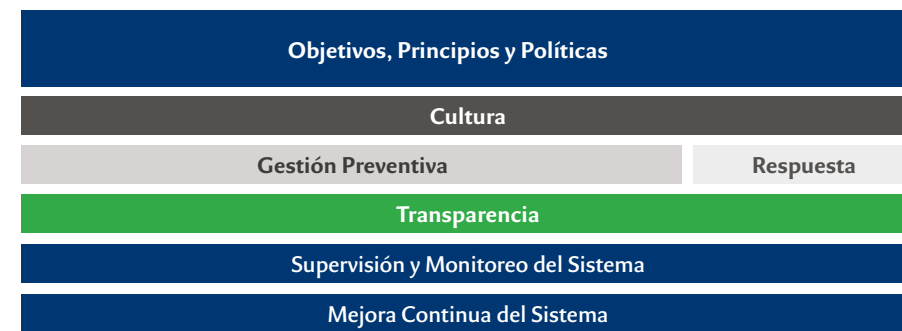 Objetivos, Principios y Políticas
Cultura
Gestión Preventiva
Respuesta
Transparencia
Supervisión y Monitoreo del Sistema
Mejora Continua del Sistema